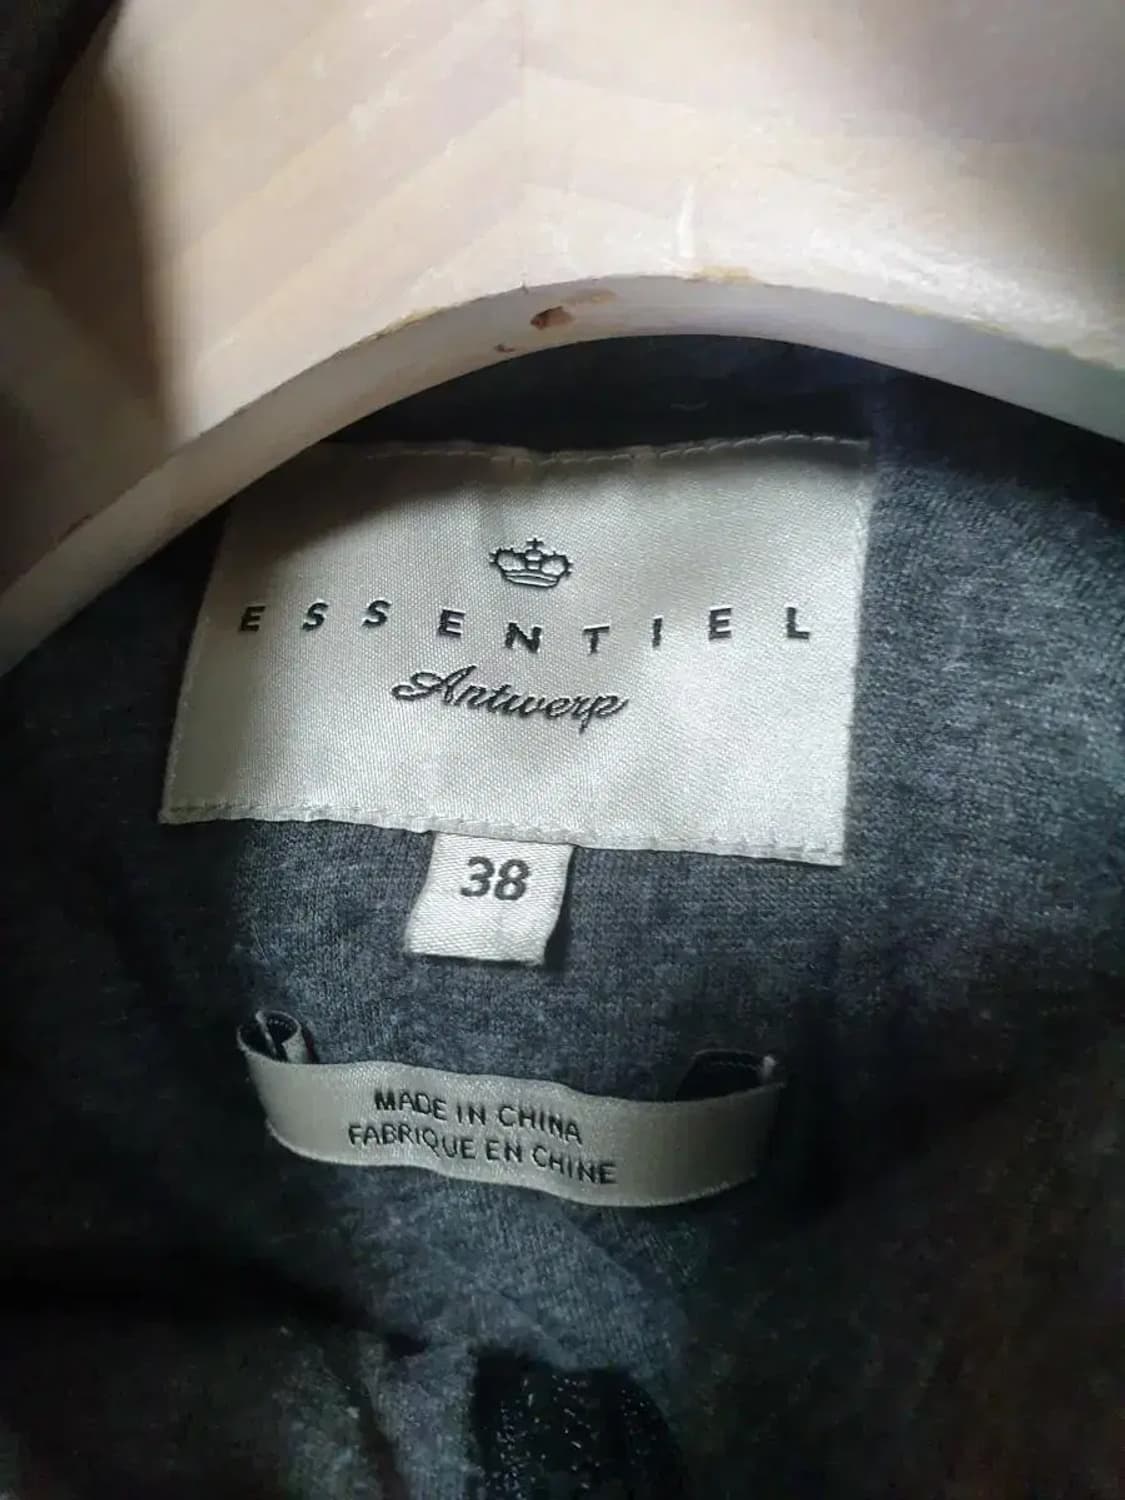 ESSENTIEL
Antwerp
38
MADE IN CHINA
FABRIQUE EN CHINE